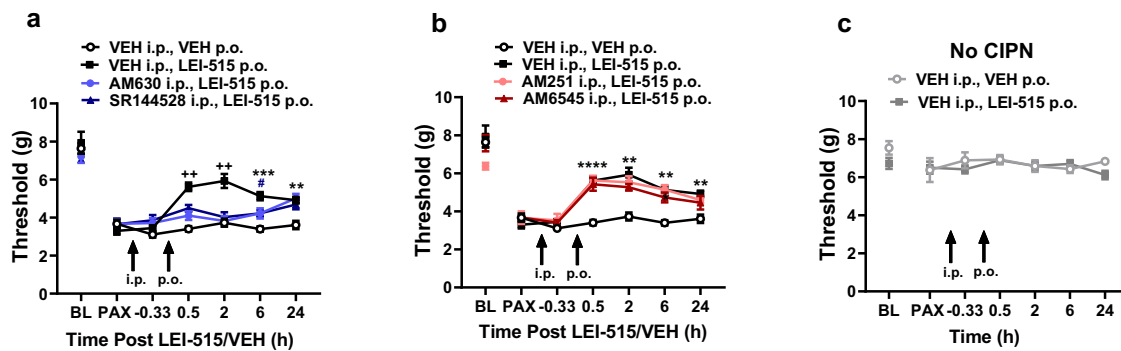 a
VEH i.p., VEH p.o.
VEH i.p., LEI-515 p.o.
AM630 i.p., LEI-515 p.o.
SR144528 i.p., LEI-515 p.o.
Threshold (g)
10
8
6
4
2
0
++
++
***
#
**
i.p.
p.o.
BL
PAX
-0.33
0.5
2
6
24
Time Post LEI-515/VEH (h)
b
VEH i.p., VEH p.o.
VEH i.p., LEI-515 p.o.
AM251 i.p., LEI-515 p.o.
AM6545 i.p., LEI-515 p.o.
Threshold (g)
10
8
6
4
2
0
****
**
**
**
i.p.
p.o.
BL
PAX
-0.33
0.5
2
6
24
Time Post LEI-515/VEH (h)
c
No CIPN
VEH i.p., VEH p.o.
VEH i.p., LEI-515 p.o.
Threshold (g)
10
8
6
4
2
0
i.p.
p.o.
BL
PAX
-0.33
0.5
2
6
24
Time (h)